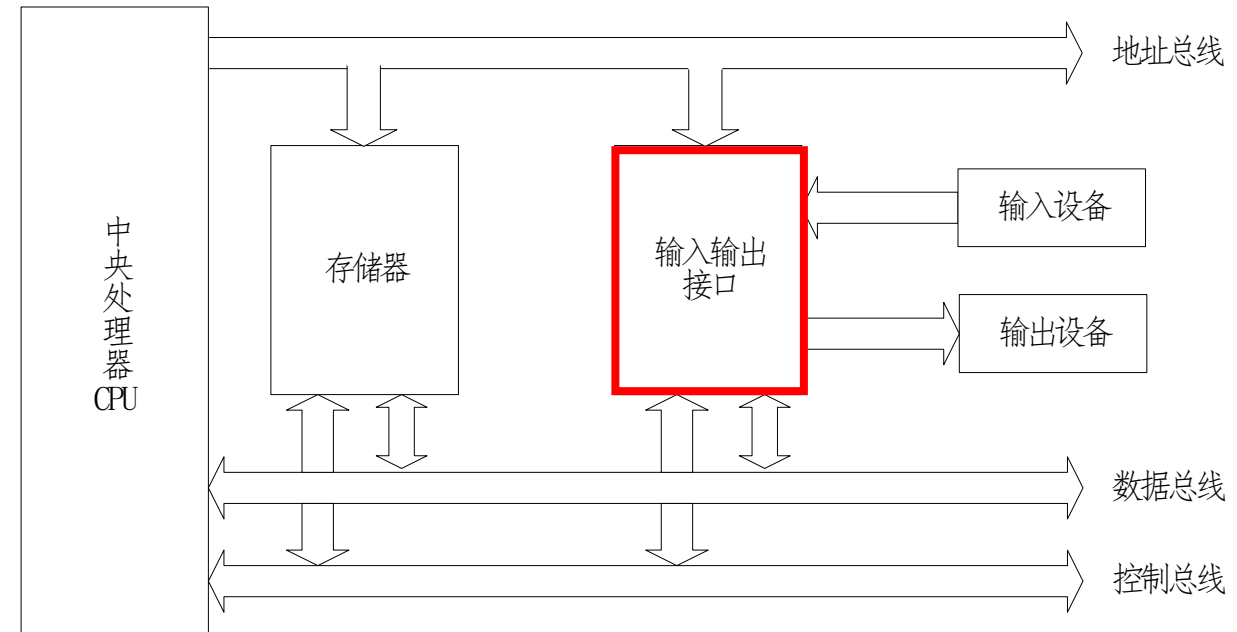 地址总线
中央处理器
CPU
存储器
输入输出
接口
输入设备
输出设备
数据总线
控制总线